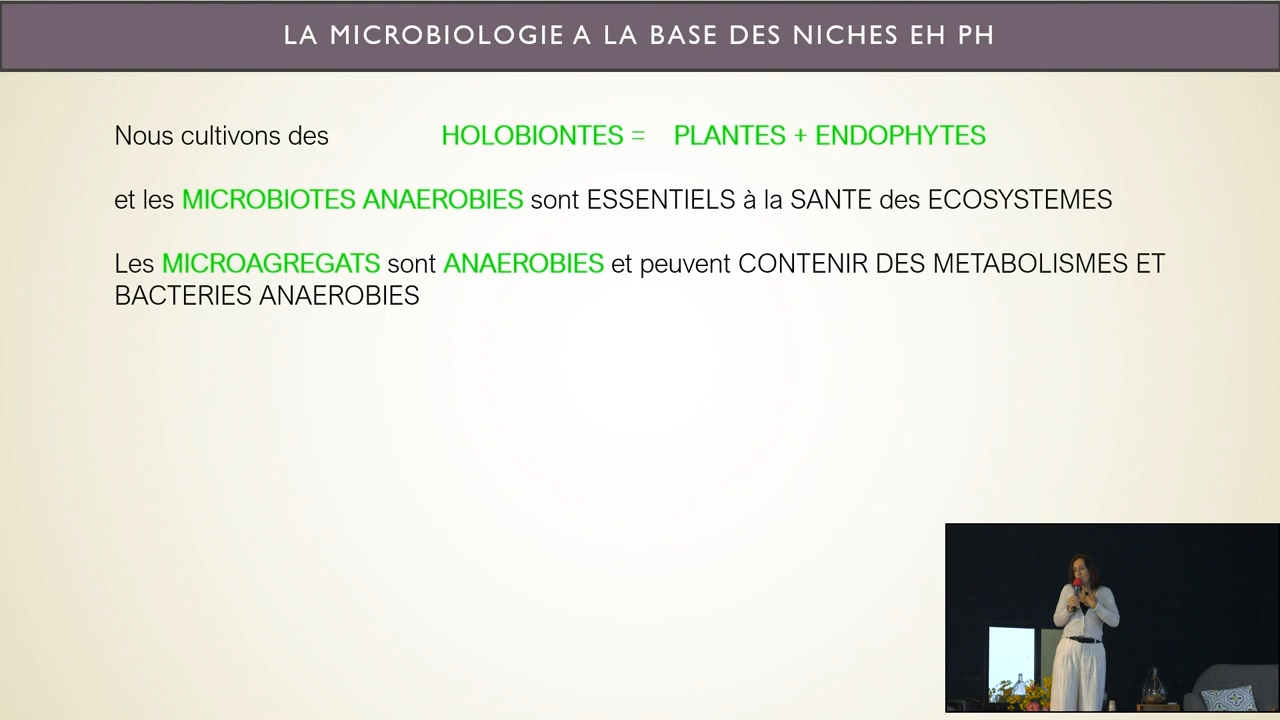 LA MICROBIOLOGIE A LA BASE DES NICHES EH PH
Nous cultivons des HOLOBIONTES = PLANTES + ENDOPHYTES
et les MICROBIOTES ANAEROBIES sont ESSENTIELS à la SANTE des ECOSYSTEMES
Les MICROAGREGATS sont ANAEROBIES et peuvent CONTENIR DES METABOLISMES ET
BACTERIES ANAEROBIES